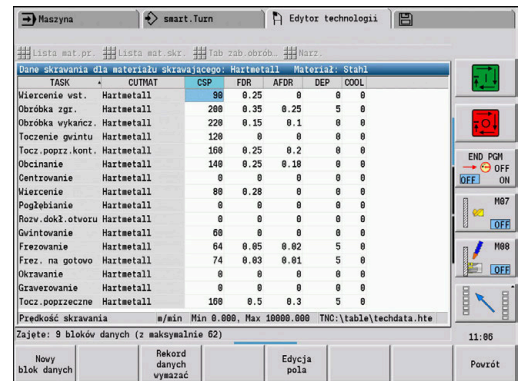 Maszyna smart.Turn Edytor technologii
Lista mat.pr. Lista mat.skr. Tab zab.obrób. Narz.
Dane skrawania dla materiału skrawającego: Hartmetall Materiał: Stahl
TASK CUTMAT CSP FDR AFDR DEP COOL
Wiercenie wst. Hartmetall 90 0.25 0 0 0
Obróbka zgr. Hartmetall 200 0.35 0.25 5 0
Obróbka wykańcz. Hartmetall 220 0.15 0.1 0 0
Toczenie gwintu Hartmetall 120 0 0 0 0
Tocz.poprz.kont. Hartmetall 160 0.25 0.2 0 0
Obcinanie Hartmetall 140 0.25 0.18 0 0
Centrowanie Hartmetall 0 0 0 0
Wiercenie Hartmetall 80 0.28 0 0 0
Pogłębianie Hartmetall 0 0 0 0 0
Rozw.dokł.otworu Hartmetall 0 0 0 0 0
Gwintowanie Hartmetall 60 0 0 0
Frezowanie Hartmetall 64 0.05 0.02 5 0
Frez. na gotowo Hartmetall 74 0.03 0.01 5 0
Okrawanie Hartmetall 0 0 0 0 0
Graverowanie Hartmetall 0 0 0 0 0
Tocz.poprzeczne Hartmetall 160 0.5 0.3 5 0
Prędkość skrawania m/min Min 0.000, Max 10000.000 TNC:\table\techdata.hte
Zajęte: 9 bloków danych (z maksymalnie 62)
END PGM
OFF
OFF ON
M07
OFF
M08
OFF
11:06
Nowy
blok danych
Rekord
danych
wymazać
Edycja
pola
Powrót